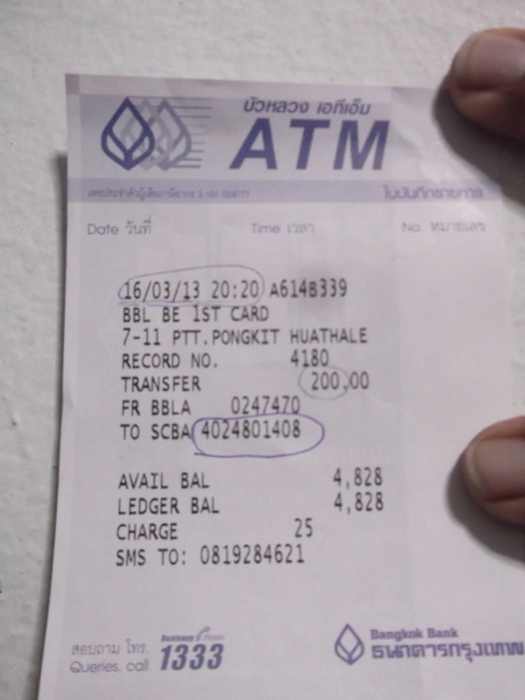 บัวหลวง เอทีเอ็ม
ATM
ใบบันทึกรายการ
Date วันที่ Time เวลา No. หมายเลข
16/03/13 20:20 A614B339
BBL BE 1ST CARD
7-11 PTT.PONGKIT HUATHALE
RECORD NO. 4180
TRANSFER 200.00
FR BBLA 0247470
TO SCBA 4024801408
AVAIL BAL 4,828
LEDGER BAL 4,828
CHARGE 25
SMS TO: 0819284621
สอบถาม โทร.
Queries, call
1333
Bangkok Bank
ธนาคารกรุงเทพ